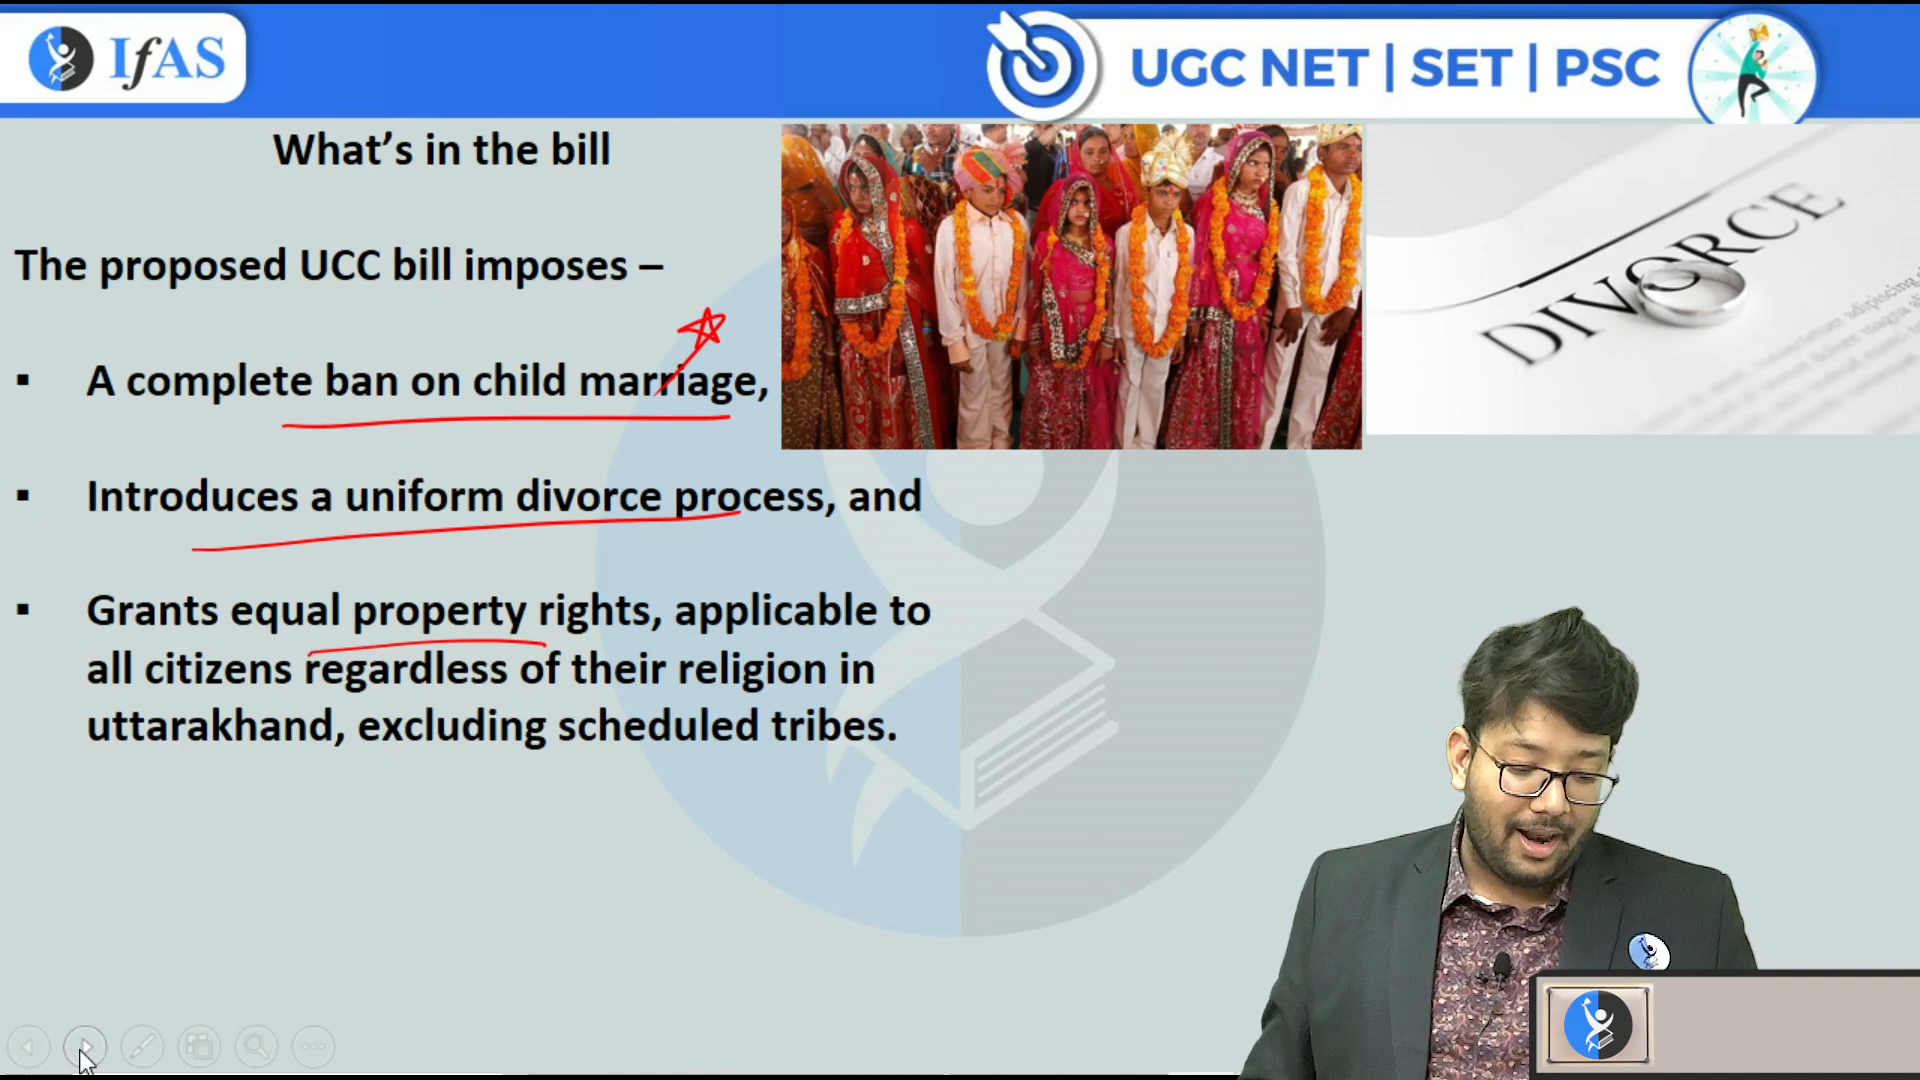 IfAS
UGC NET | SET | PSC
What's in the bill
The proposed UCC bill imposes –
▪ A complete ban on child marriage,
▪ Introduces a uniform divorce process, and
▪ Grants equal property rights, applicable to
all citizens regardless of their religion in
uttarakhand, excluding scheduled tribes.
DIVORCE